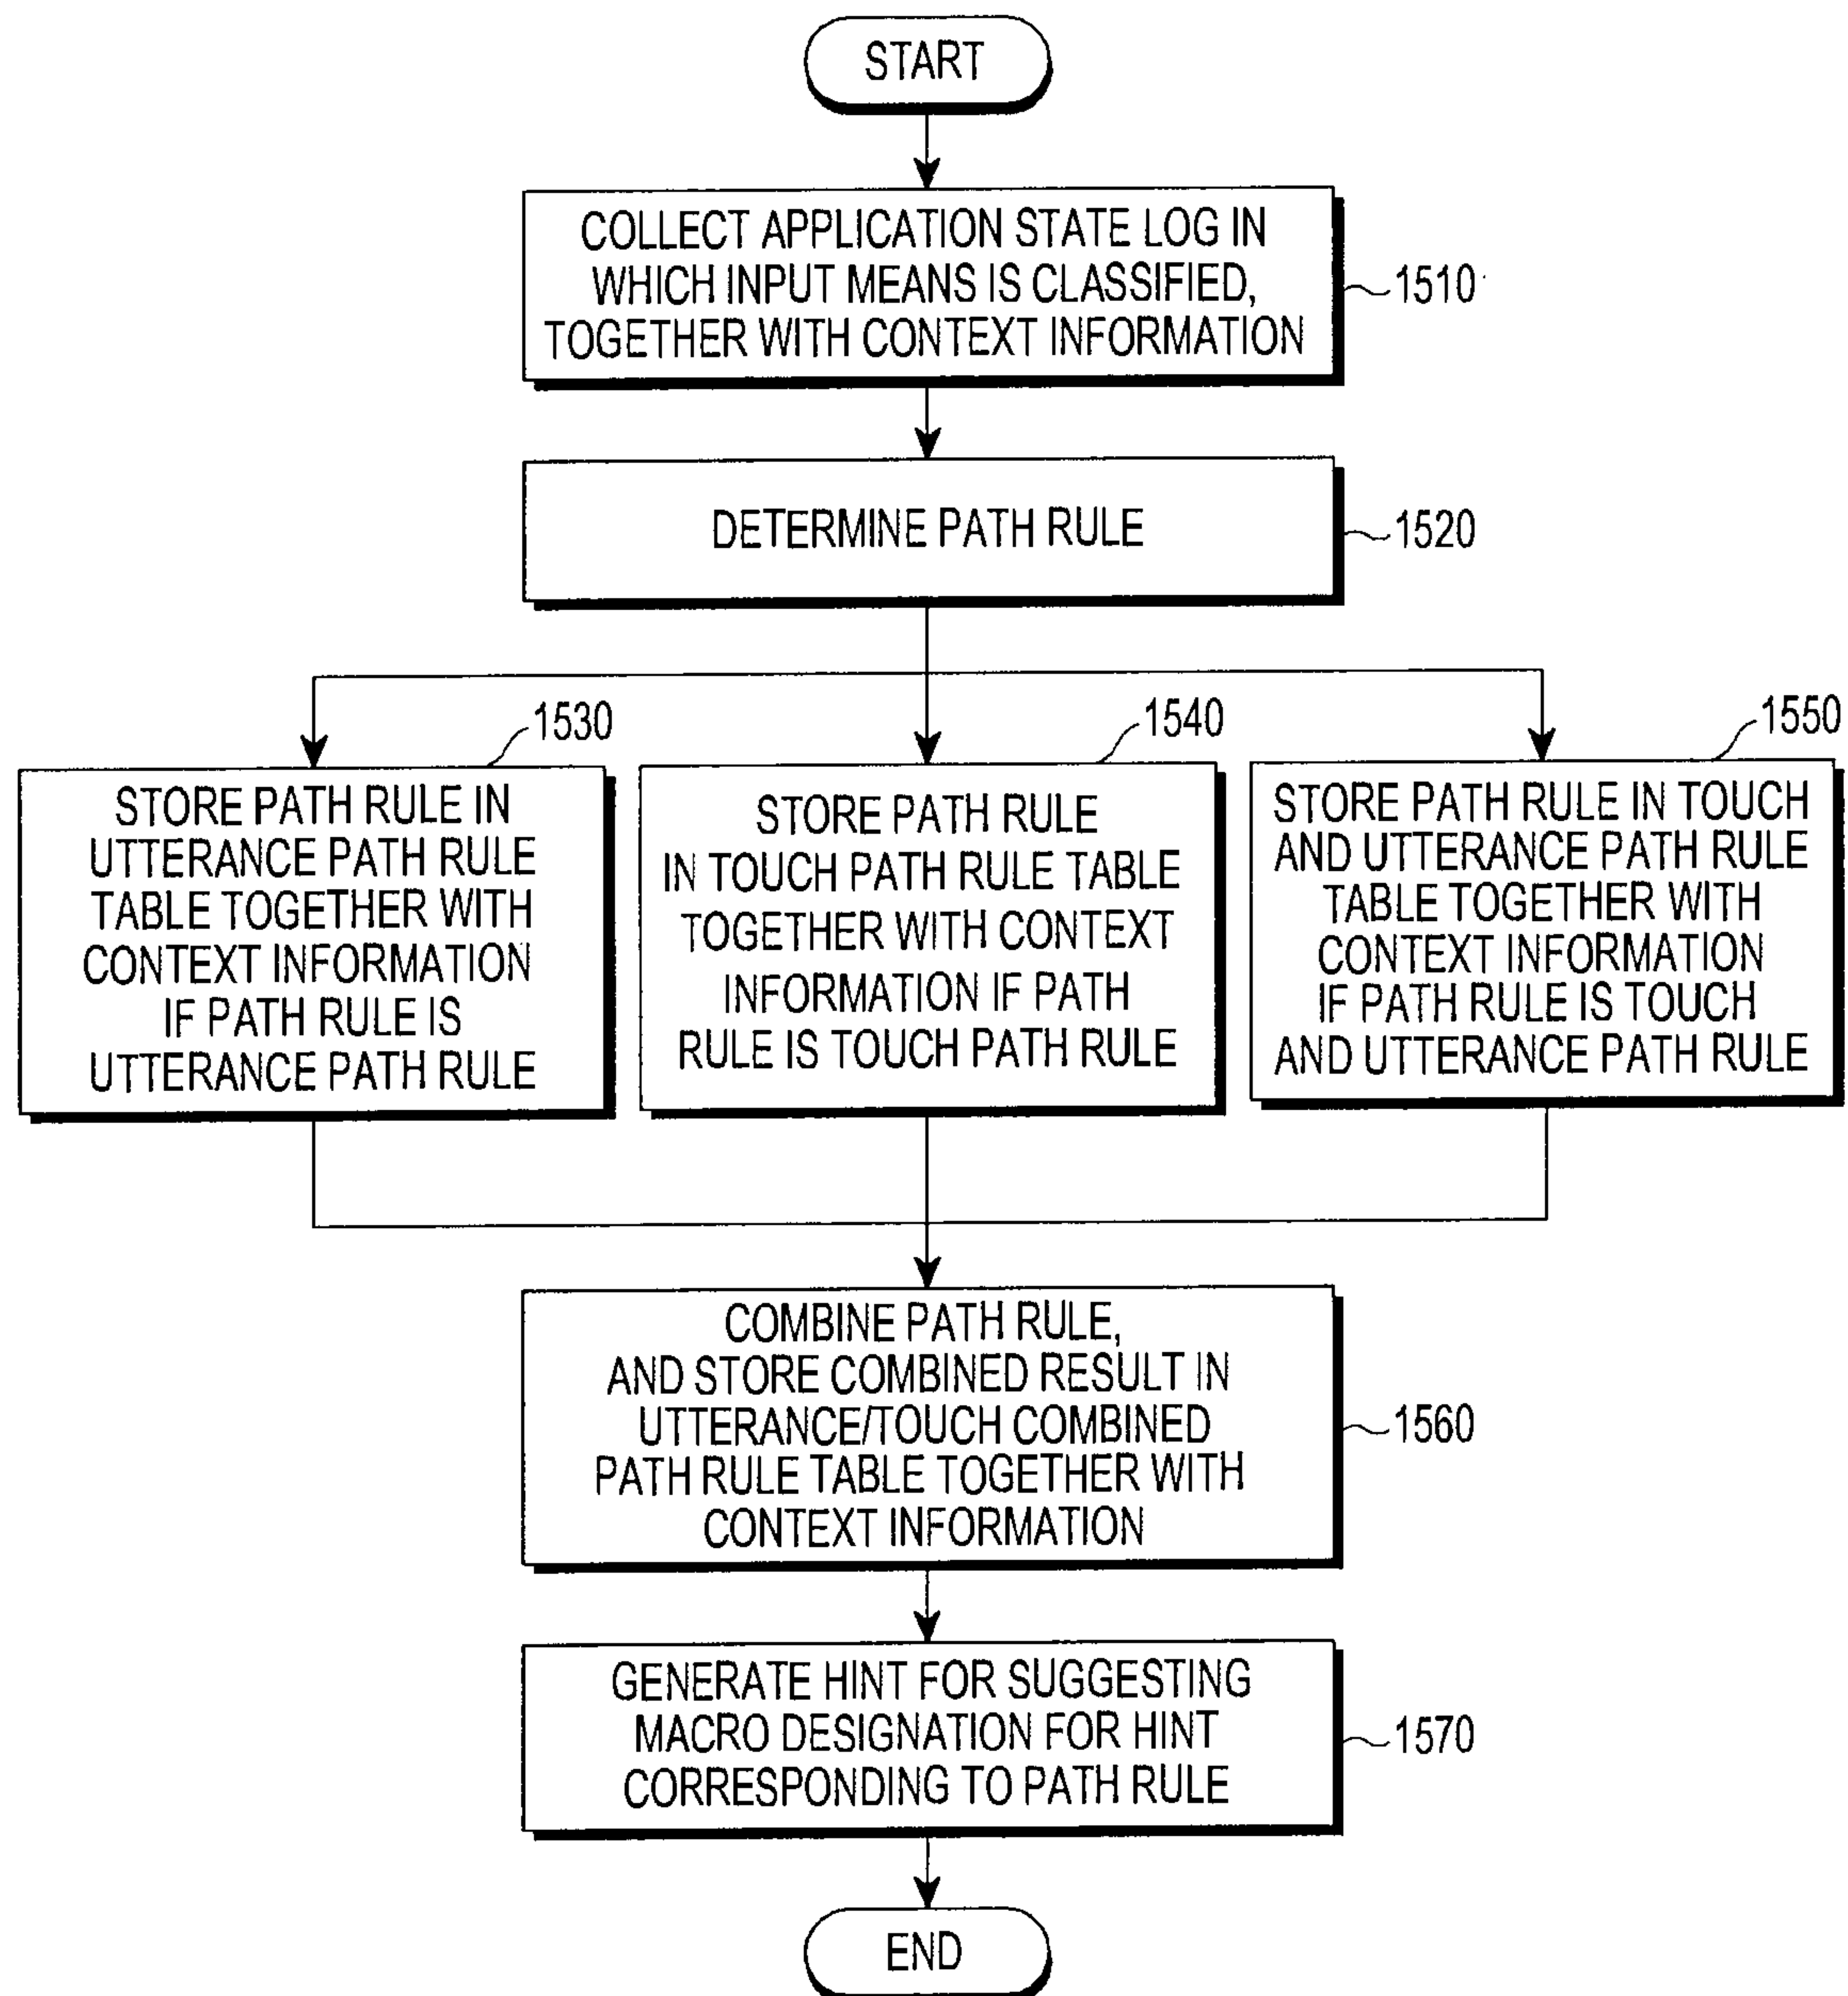 START
COLLECT APPLICATION STATE LOG IN
WHICH INPUT MEANS IS CLASSIFIED,
TOGETHER WITH CONTEXT INFORMATION
1510
DETERMINE PATH RULE
1520
1530
STORE PATH RULE IN
UTTERANCE PATH RULE
TABLE TOGETHER WITH
CONTEXT INFORMATION
IF PATH RULE IS
UTTERANCE PATH RULE
1540
STORE PATH RULE
IN TOUCH PATH RULE TABLE
TOGETHER WITH CONTEXT
INFORMATION IF PATH
RULE IS TOUCH PATH RULE
1550
STORE PATH RULE IN TOUCH
AND UTTERANCE PATH RULE
TABLE TOGETHER WITH
CONTEXT INFORMATION
IF PATH RULE IS TOUCH
AND UTTERANCE PATH RULE
COMBINE PATH RULE,
AND STORE COMBINED RESULT IN
UTTERANCE/TOUCH COMBINED
PATH RULE TABLE TOGETHER WITH
CONTEXT INFORMATION
1560
GENERATE HINT FOR SUGGESTING
MACRO DESIGNATION FOR HINT
CORRESPONDING TO PATH RULE
1570
END